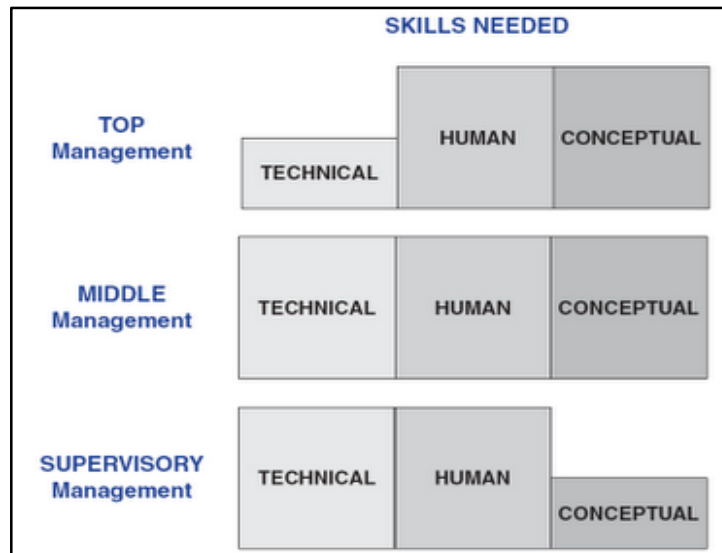 SKILLS NEEDED
TOP
Management
TECHNICAL
HUMAN
CONCEPTUAL
MIDDLE
Management
TECHNICAL
HUMAN
CONCEPTUAL
SUPERVISORY
Management
TECHNICAL
HUMAN
CONCEPTUAL